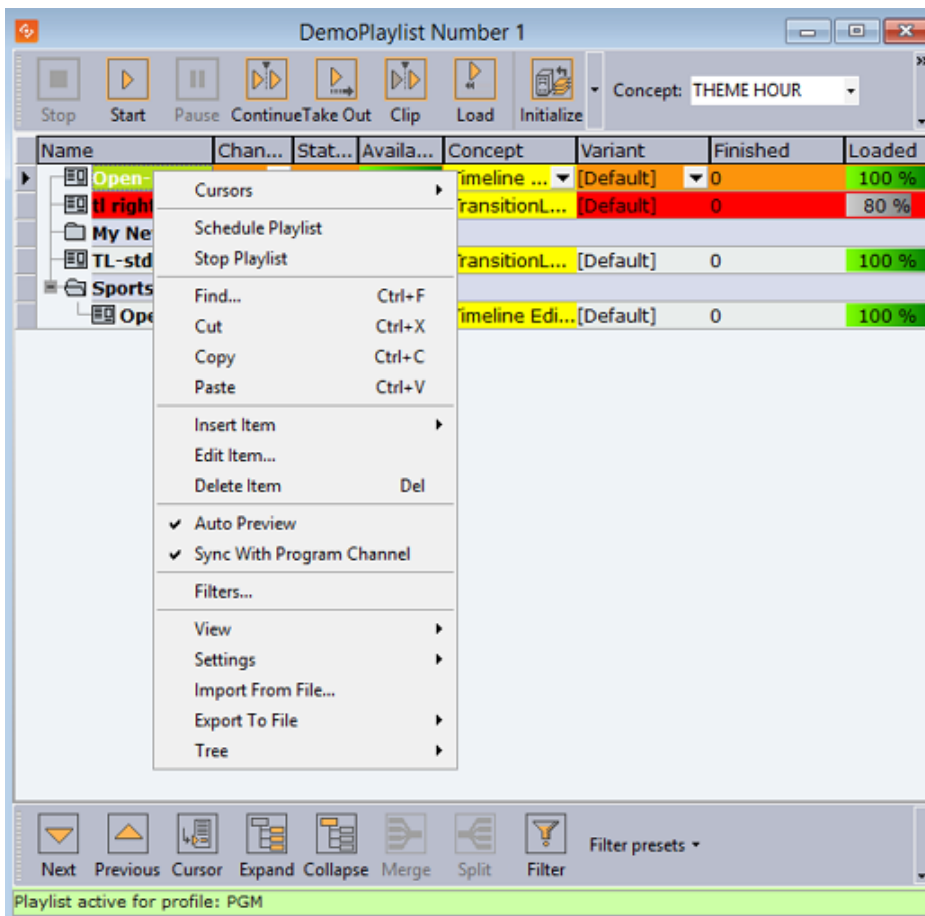 DemoPlaylist Number 1
Stop Start Pause Continue Take Out Clip Load Initialize Concept: THEME HOUR
Name Chan... Stat... Availa... Concept Variant Finished Loaded
Open- Timeline ... [Default] 0 100 %
tl right TransitionL... [Default] 0 80 %
My Ne
TL-std TransitionL... [Default] 0 100 %
Sports
Ope Timeline Edi... [Default] 0 100 %
Cursors
Schedule Playlist
Stop Playlist
Find... Ctrl+F
Cut Ctrl+X
Copy Ctrl+C
Paste Ctrl+V
Insert Item
Edit Item...
Delete Item Del
Auto Preview
Sync With Program Channel
Filters...
View
Settings
Import From File...
Export To File
Tree
Next Previous Cursor Expand Collapse Merge Split Filter Filter presets
Playlist active for profile: PGM